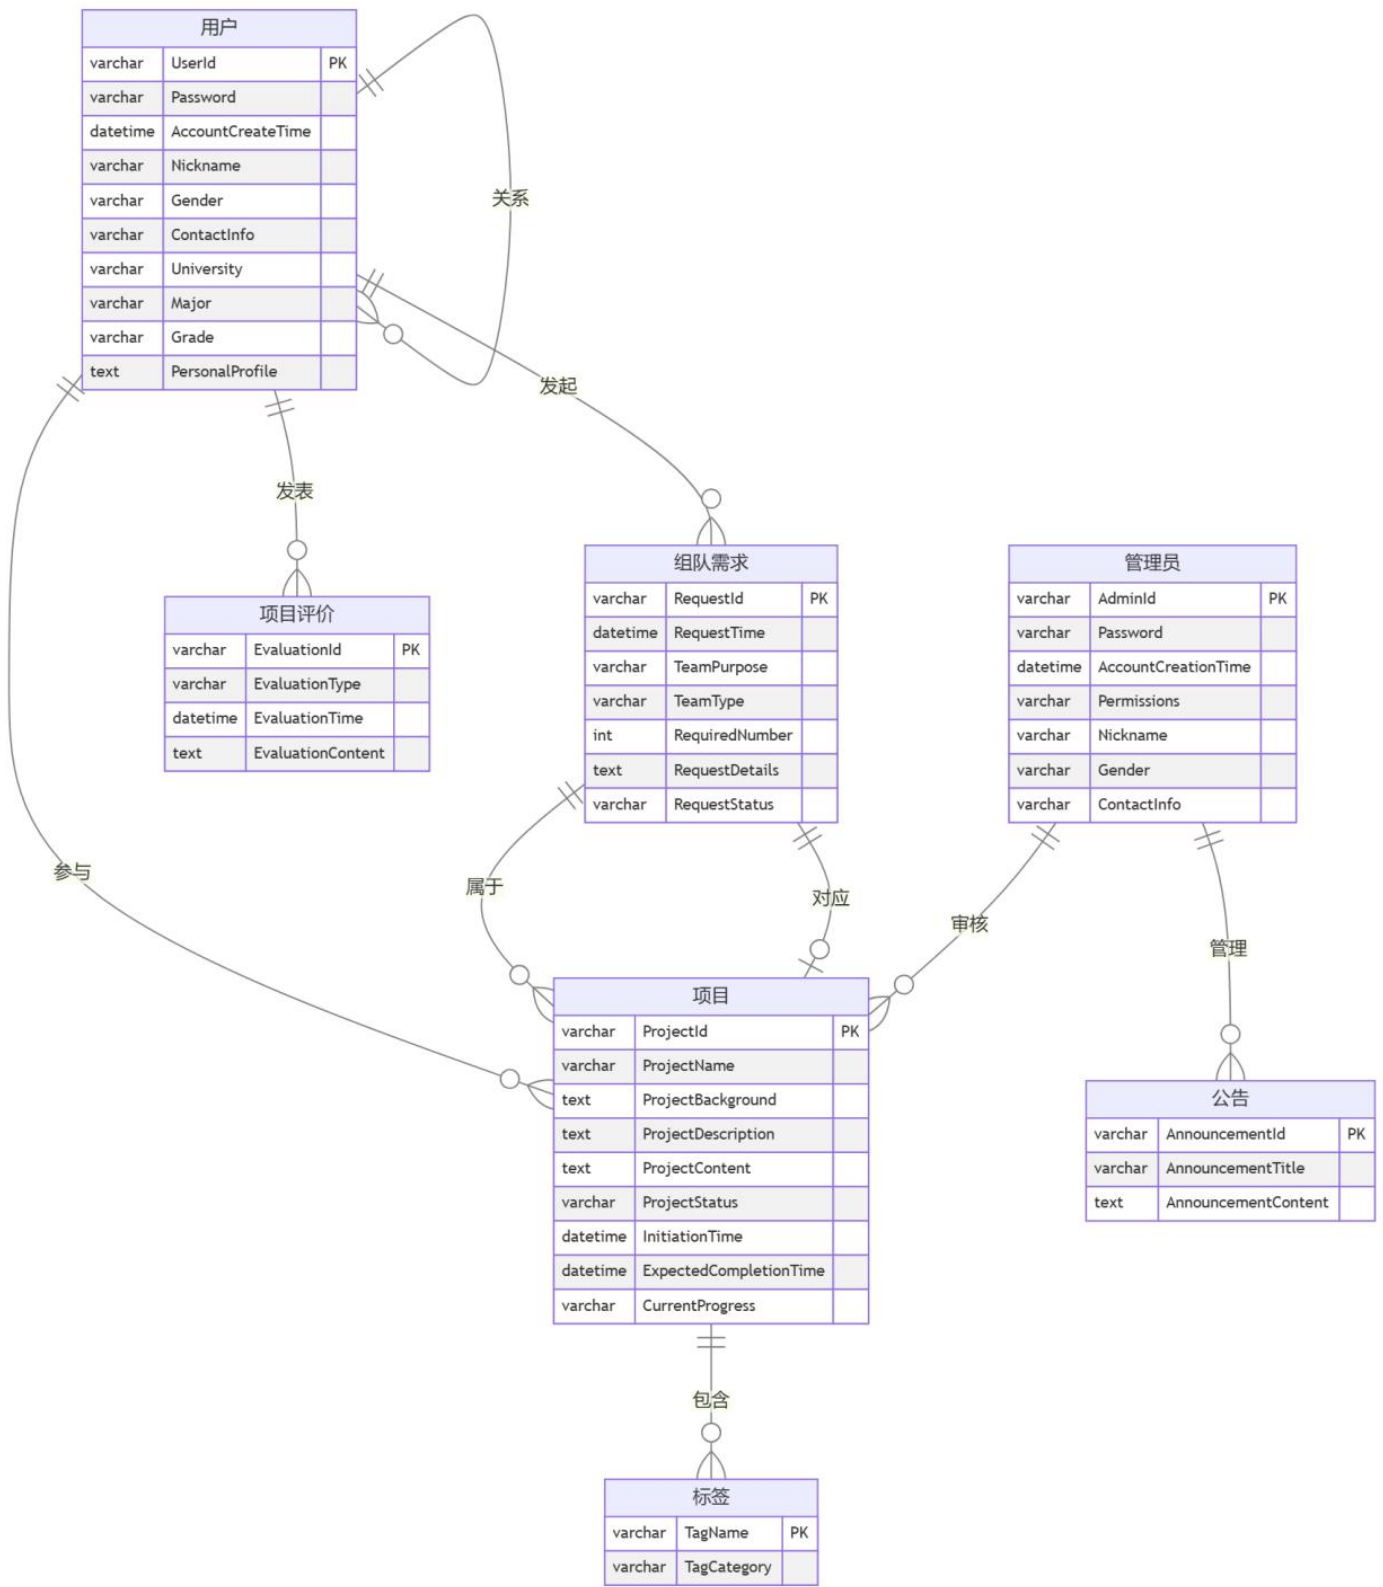 用户
varchar UserId PK
varchar Password
datetime AccountCreateTime
varchar Nickname
varchar Gender
varchar ContactInfo
varchar University
varchar Major
varchar Grade
text PersonalProfile
关系
发起
发表
项目评价
varchar EvaluationId PK
varchar EvaluationType
datetime EvaluationTime
text EvaluationContent
组队需求
varchar RequestId PK
datetime RequestTime
varchar TeamPurpose
varchar TeamType
int RequiredNumber
text RequestDetails
varchar RequestStatus
管理员
varchar AdminId PK
varchar Password
datetime AccountCreationTime
varchar Permissions
varchar Nickname
varchar Gender
varchar ContactInfo
参与
属于
对应
审核
管理
项目
varchar ProjectId PK
varchar ProjectName
text ProjectBackground
text ProjectDescription
text ProjectContent
varchar ProjectStatus
datetime InitiationTime
datetime ExpectedCompletionTime
varchar CurrentProgress
公告
varchar AnnouncementId PK
varchar AnnouncementTitle
text AnnouncementContent
包含
标签
varchar TagName PK
varchar TagCategory